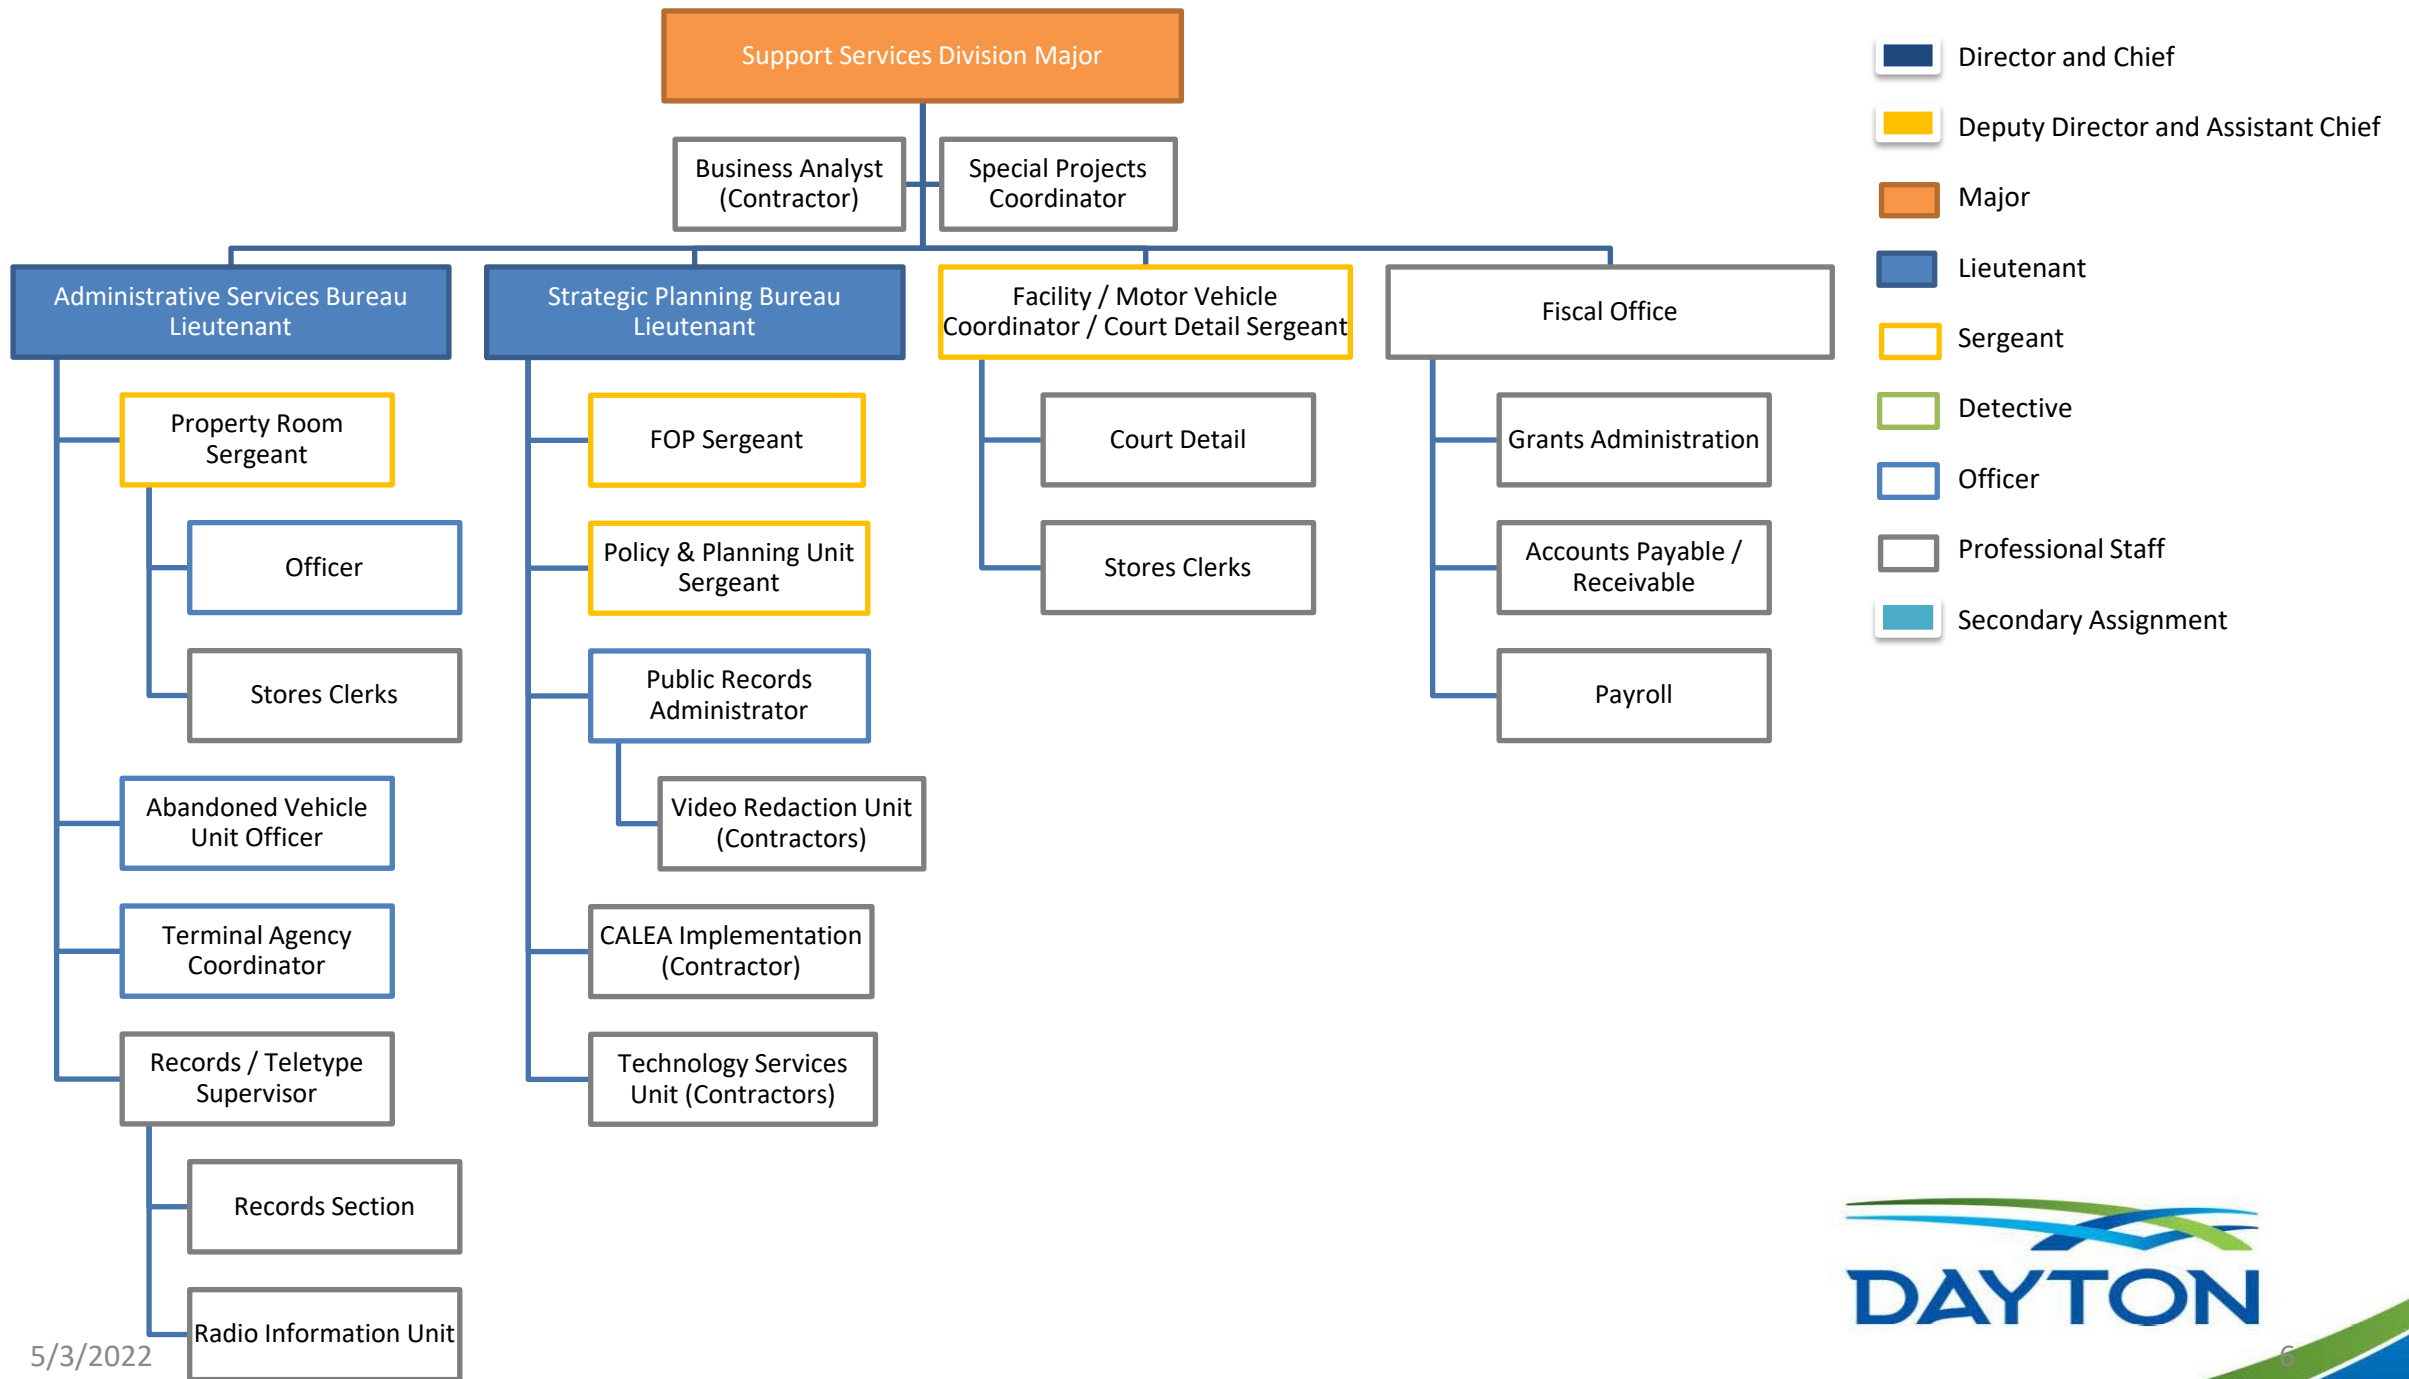 Support Services Division Major
Business Analyst
(Contractor)
Special Projects
Coordinator
Administrative Services Bureau
Lieutenant
Property Room
Sergeant
Officer
Stores Clerks
Abandoned Vehicle
Unit Officer
Terminal Agency
Coordinator
Records / Teletype
Supervisor
Records Section
Radio Information Unit
Strategic Planning Bureau
Lieutenant
FOP Sergeant
Policy & Planning Unit
Sergeant
Public Records
Administrator
Video Redaction Unit
(Contractors)
CALEA Implementation
(Contractor)
Technology Services
Unit (Contractors)
Facility / Motor Vehicle
Coordinator / Court Detail Sergeant
Court Detail
Stores Clerks
Fiscal Office
Grants Administration
Accounts Payable /
Receivable
Payroll
Director and Chief
Deputy Director and Assistant Chief
Major
Lieutenant
Sergeant
Detective
Officer
Professional Staff
Secondary Assignment
DAYTON
5/3/2022
6